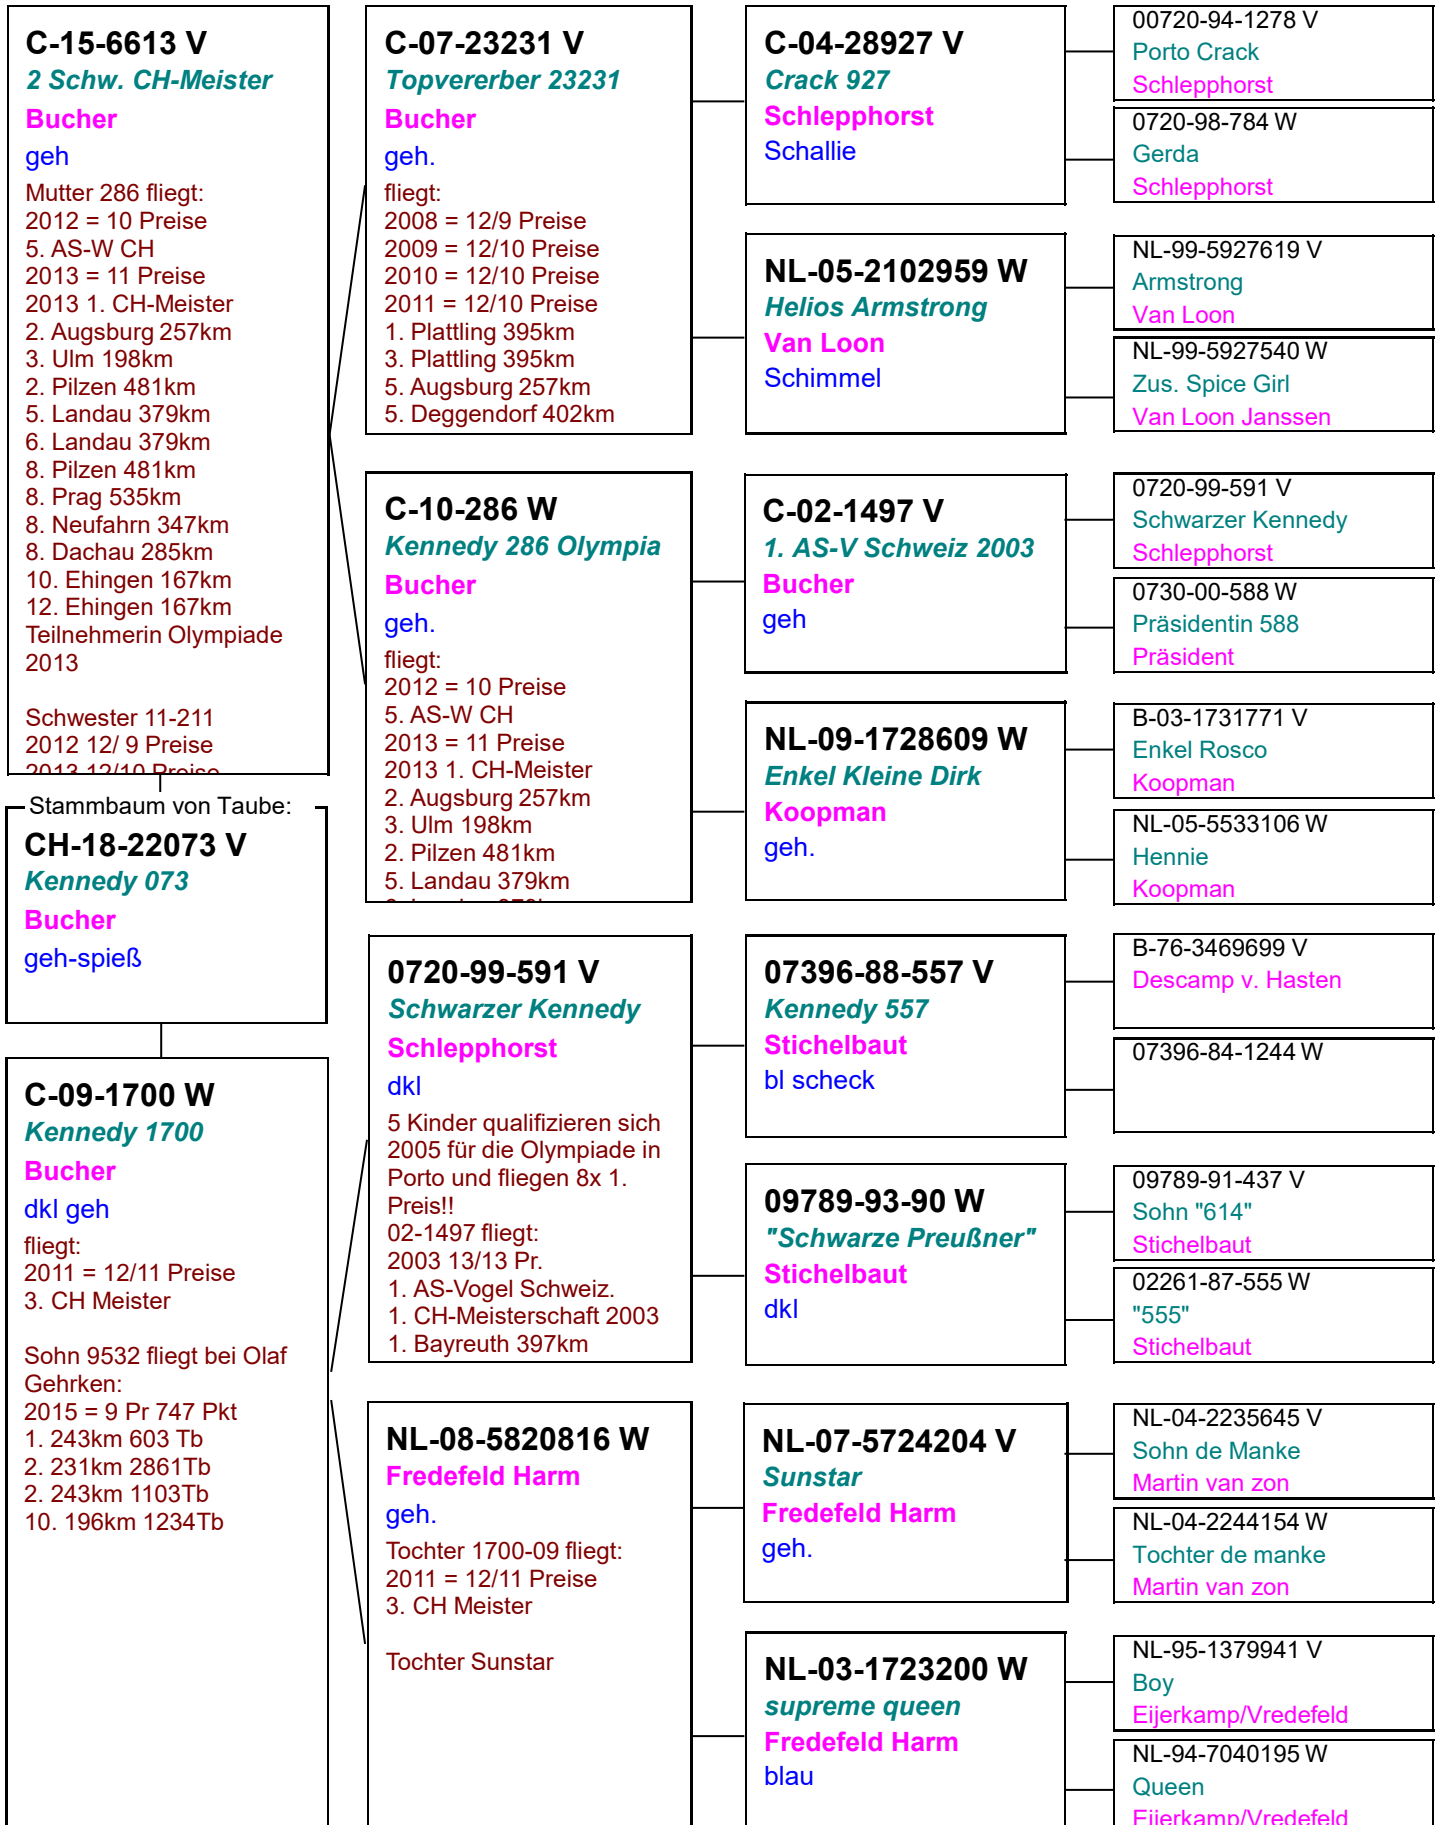 C-15-6613 V
2 Schw. CH-Meister
Bucher
geh
Mutter 286 fliegt:
2012 = 10 Preise
5. AS-W CH
2013 = 11 Preise
2013 1. CH-Meister
2. Augsburg 257km
3. Ulm 198km
2. Pilzen 481km
5. Landau 379km
6. Landau 379km
8. Pilzen 481km
8. Prag 535km
8. Neufahrn 347km
8. Dachau 285km
10. Ehingen 167km
12. Ehingen 167km
Teilnehmerin Olympiade
2013
Schwester 11-211
2012 12/ 9 Preise
2013 12/10 Preise
Stammbaum von Taube:
CH-18-22073 V
Kennedy 073
Bucher
geh-spieß
C-09-1700 W
Kennedy 1700
Bucher
dkl geh
fliegt:
2011 = 12/11 Preise
3. CH Meister
Sohn 9532 fliegt bei Olaf
Gehrken:
2015 = 9 Pr 747 Pkt
1. 243km 603 Tb
2. 231km 2861Tb
2. 243km 1103Tb
10. 196km 1234Tb
C-07-23231 V
Topvererber 23231
Bucher
geh.
fliegt:
2008 = 12/9 Preise
2009 = 12/10 Preise
2010 = 12/10 Preise
2011 = 12/10 Preise
1. Plattling 395km
3. Plattling 395km
5. Augsburg 257km
5. Deggendorf 402km
C-10-286 W
Kennedy 286 Olympia
Bucher
geh.
fliegt:
2012 = 10 Preise
5. AS-W CH
2013 = 11 Preise
2013 1. CH-Meister
2. Augsburg 257km
3. Ulm 198km
2. Pilzen 481km
5. Landau 379km
0720-99-591 V
Schwarzer Kennedy
Schlepphorst
dkl
5 Kinder qualifizieren sich
2005 für die Olympiade in
Porto und fliegen 8x 1.
Preis!!
02-1497 fliegt:
2003 13/13 Pr.
1. AS-Vogel Schweiz.
1. CH-Meisterschaft 2003
1. Bayreuth 397km
NL-08-5820816 W
Fredefeld Harm
geh.
Tochter 1700-09 fliegt:
2011 = 12/11 Preise
3. CH Meister
Tochter Sunstar
C-04-28927 V
Crack 927
Schlepphorst
Schallie
NL-05-2102959 W
Helios Armstrong
Van Loon
Schimmel
C-02-1497 V
1. AS-V Schweiz 2003
Bucher
geh
NL-09-1728609 W
Enkel Kleine Dirk
Koopman
geh.
07396-88-557 V
Kennedy 557
Stichelbaut
bl scheck
09789-93-90 W
"Schwarze Preußner"
Stichelbaut
dkl
NL-07-5724204 V
Sunstar
Fredefeld Harm
geh.
NL-03-1723200 W
supreme queen
Fredefeld Harm
blau
00720-94-1278 V
Porto Crack
Schlepphorst
0720-98-784 W
Gerda
Schlepphorst
NL-99-5927619 V
Armstrong
Van Loon
NL-99-5927540 W
Zus. Spice Girl
Van Loon Janssen
0720-99-591 V
Schwarzer Kennedy
Schlepphorst
0730-00-588 W
Präsidentin 588
Präsident
B-03-1731771 V
Enkel Rosco
Koopman
NL-05-5533106 W
Hennie
Koopman
B-76-3469699 V
Descamp v. Hasten
07396-84-1244 W
09789-91-437 V
Sohn "614"
Stichelbaut
02261-87-555 W
"555"
Stichelbaut
NL-04-2235645 V
Sohn de Manke
Martin van zon
NL-04-2244154 W
Tochter de manke
Martin van zon
NL-95-1379941 V
Boy
Eijerkamp/Vredefeld
NL-94-7040195 W
Queen
Eijerkamp/Vredefeld